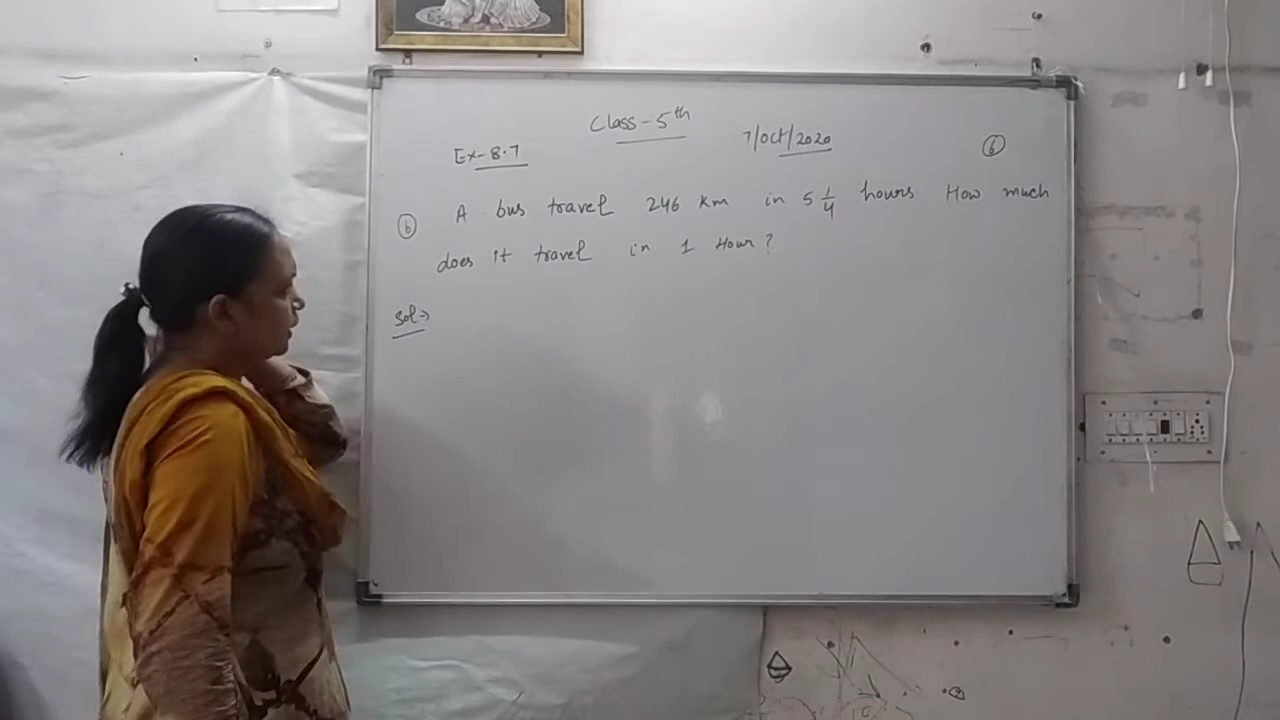 Class - 5th
7/Oct/2020
Ex- 8.7
6
6 A bus travel 246 km in 5 1/4 hours How much
does it travel in 1 Hour ?
Sol→